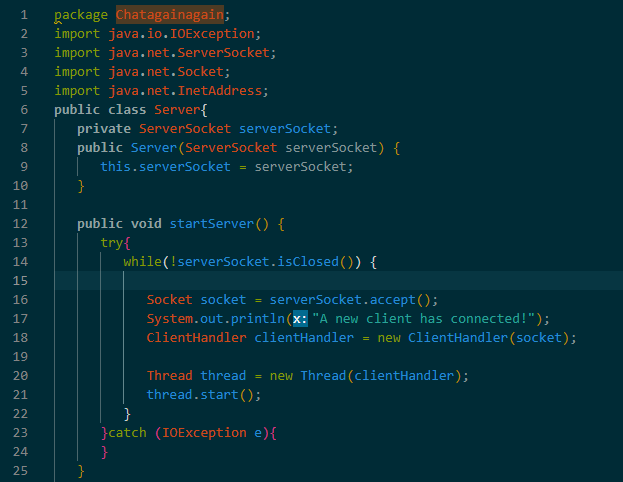 1 package Chatagainagain;
2 import java.io.IOException;
3 import java.net.ServerSocket;
4 import java.net.Socket;
5 import java.net.InetAddress;
6 public class Server{
7 private ServerSocket serverSocket;
8 public Server(ServerSocket serverSocket) {
9 this.serverSocket = serverSocket;
10 }
11
12 public void startServer() {
13 try{
14 while(!serverSocket.isClosed()) {
15
16 Socket socket = serverSocket.accept();
17 System.out.println(x:"A new client has connected!");
18 ClientHandler clientHandler = new ClientHandler(socket);
19
20 Thread thread = new Thread(clientHandler);
21 thread.start();
22 }
23 }catch (IOException e){
24 }
25 }